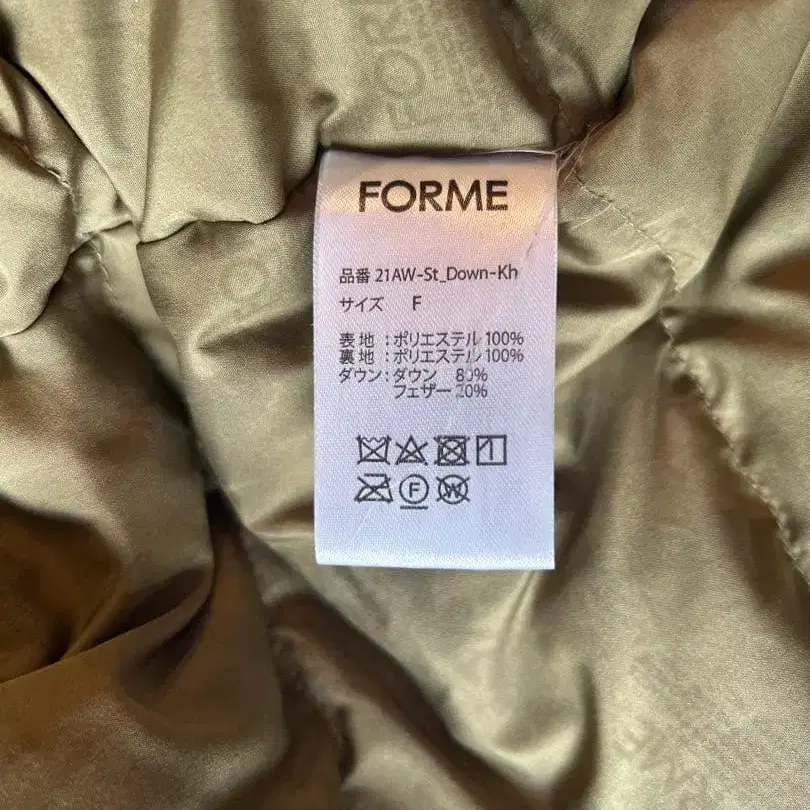 FORME
品番 21AW-St_Down-Kh
サイズ F
表地 : ポリエステル 100%
裏地 : ポリエステル 100%
ダウン : ダウン 80%
フェザー 20%
F
W
FORME